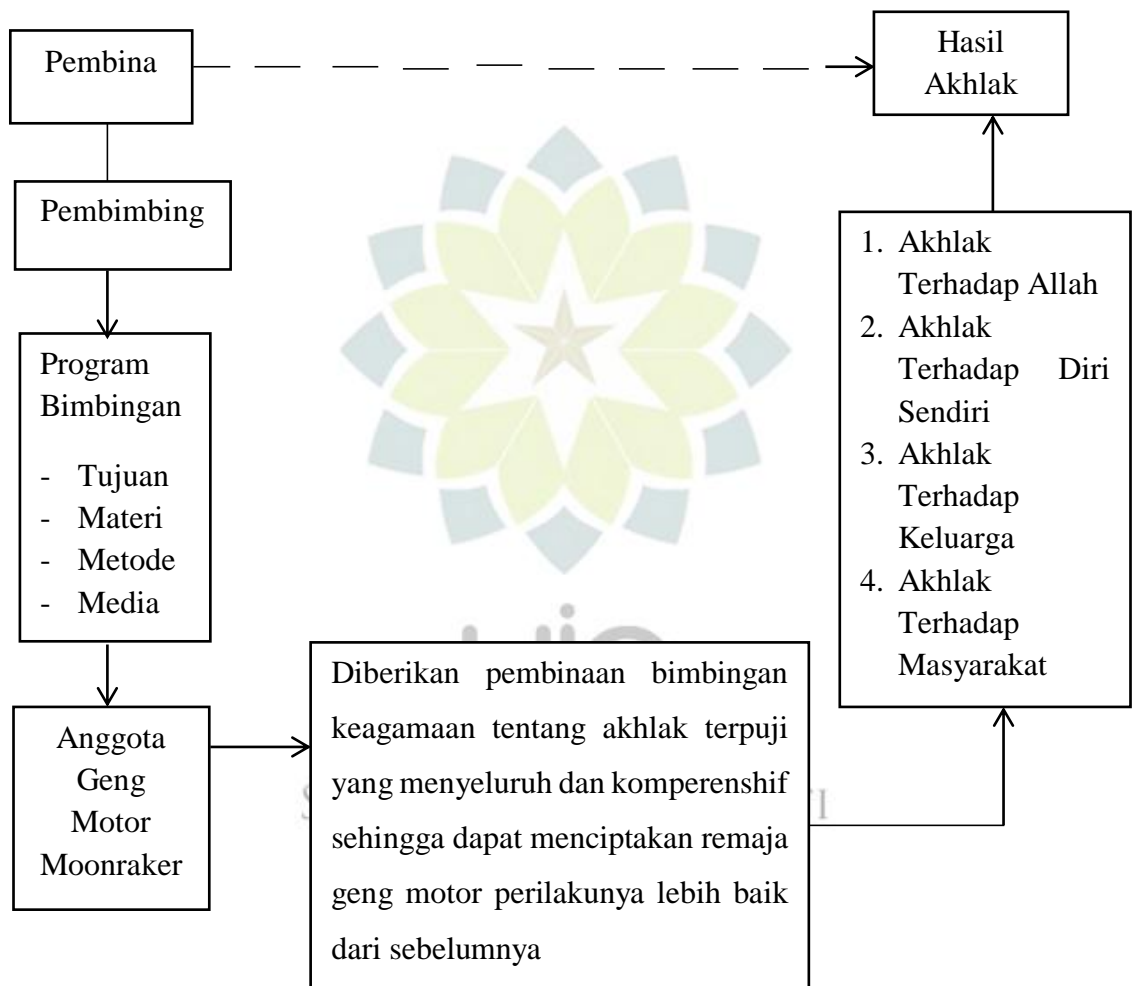 Pembina
Hasil
Akhlak
Pembimbing
Program
Bimbingan
- Tujuan
- Materi
- Metode
- Media
Anggota
Geng
Motor
Moonraker
Diberikan pembinaan bimbingan
keagamaan tentang akhlak terpuji
yang menyeluruh dan komperenshif
sehingga dapat menciptakan remaja
geng motor perilakunya lebih baik
dari sebelumnya
1. Akhlak
Terhadap Allah
2. Akhlak
Terhadap Diri
Sendiri
3. Akhlak
Terhadap
Keluarga
4. Akhlak
Terhadap
Masyarakat